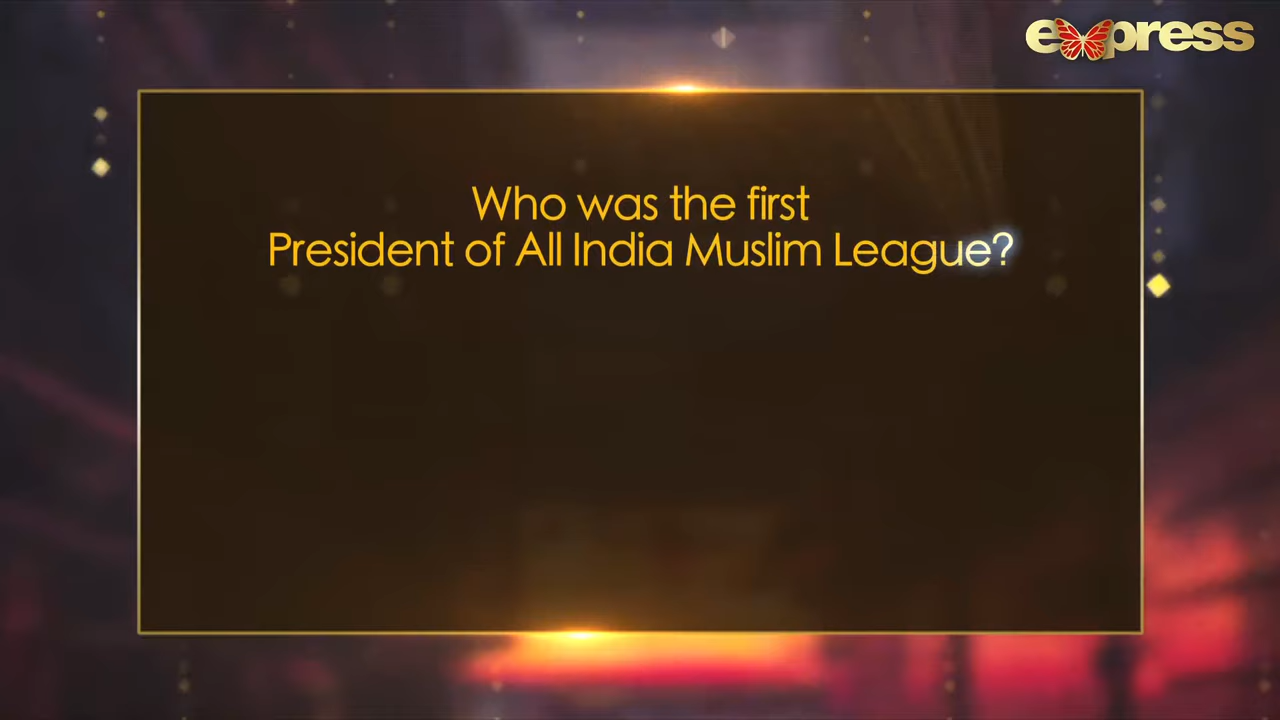 express
Who was the first
President of All India Muslim League?